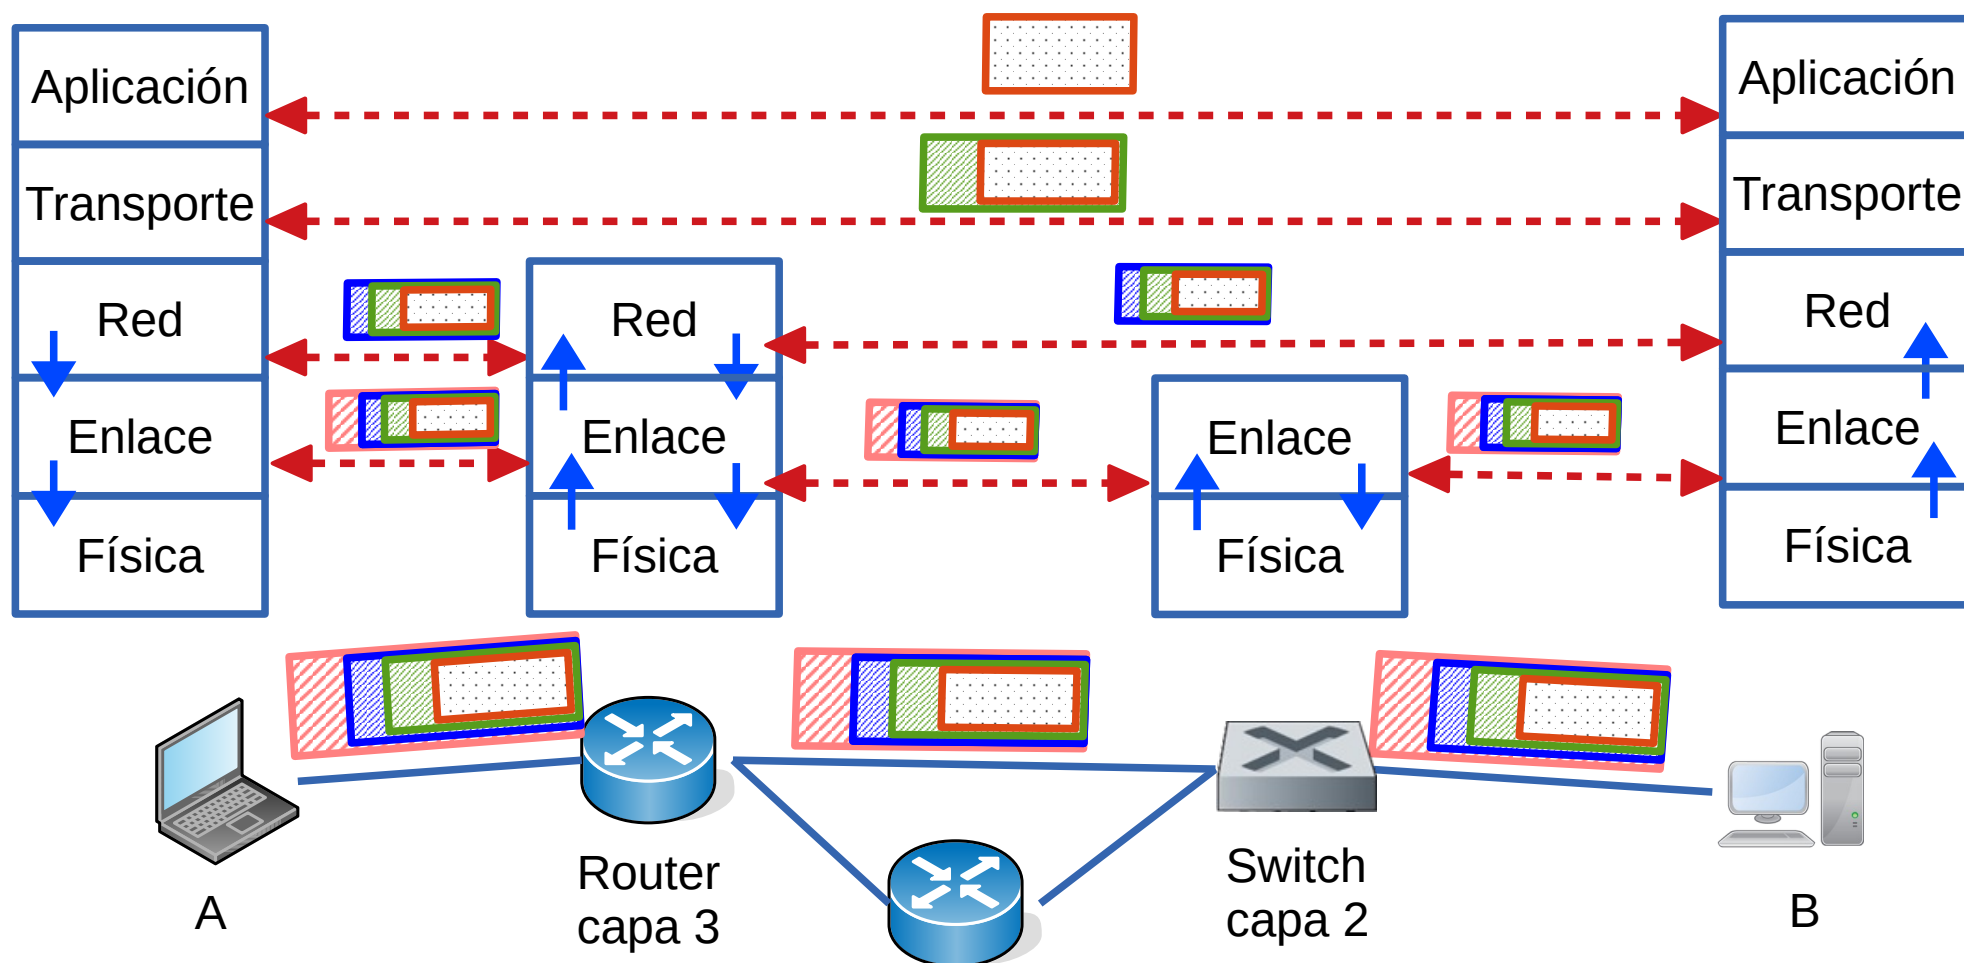 Aplicación
Transporte
Red
Enlace
Física
Red
Enlace
Física
Enlace
Física
Aplicación
Transporte
Red
Enlace
Física
A
Router
capa 3
Switch
capa 2
B